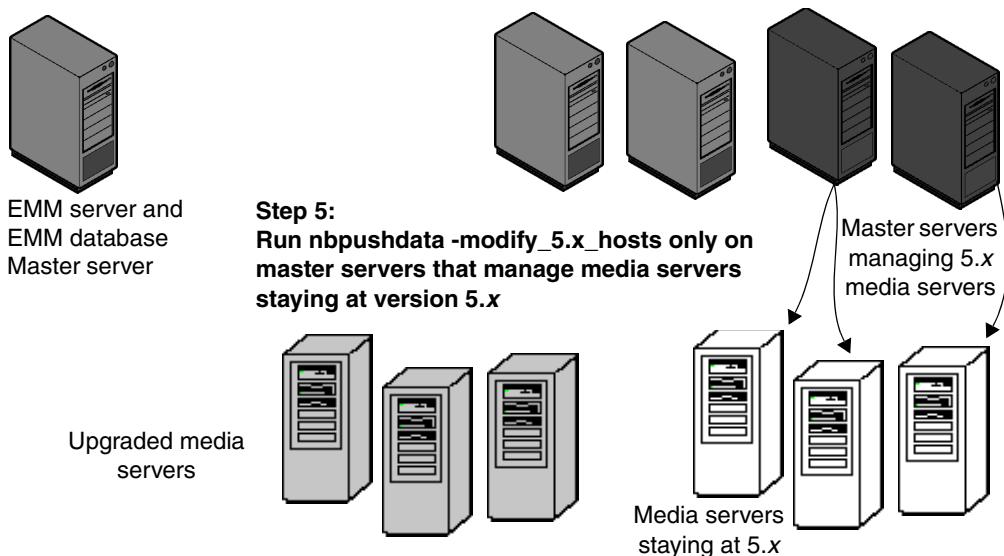 EMM server and
EMM database
Master server
Step 5:
Run nbpushdata -modify_5.x_hosts only on
master servers that manage media servers
staying at version 5.x
Master servers
managing 5.x
media servers
Upgraded media
servers
Media servers
staying at 5.x